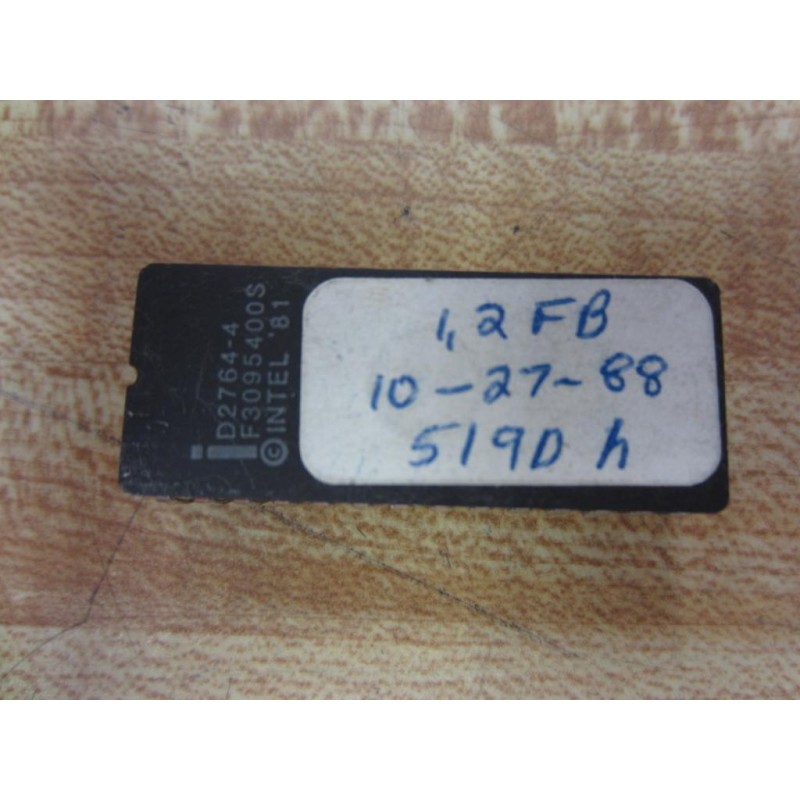 D2764-4
F3095400S
©INTEL '81
1,2 FB
10-27-88
519D h